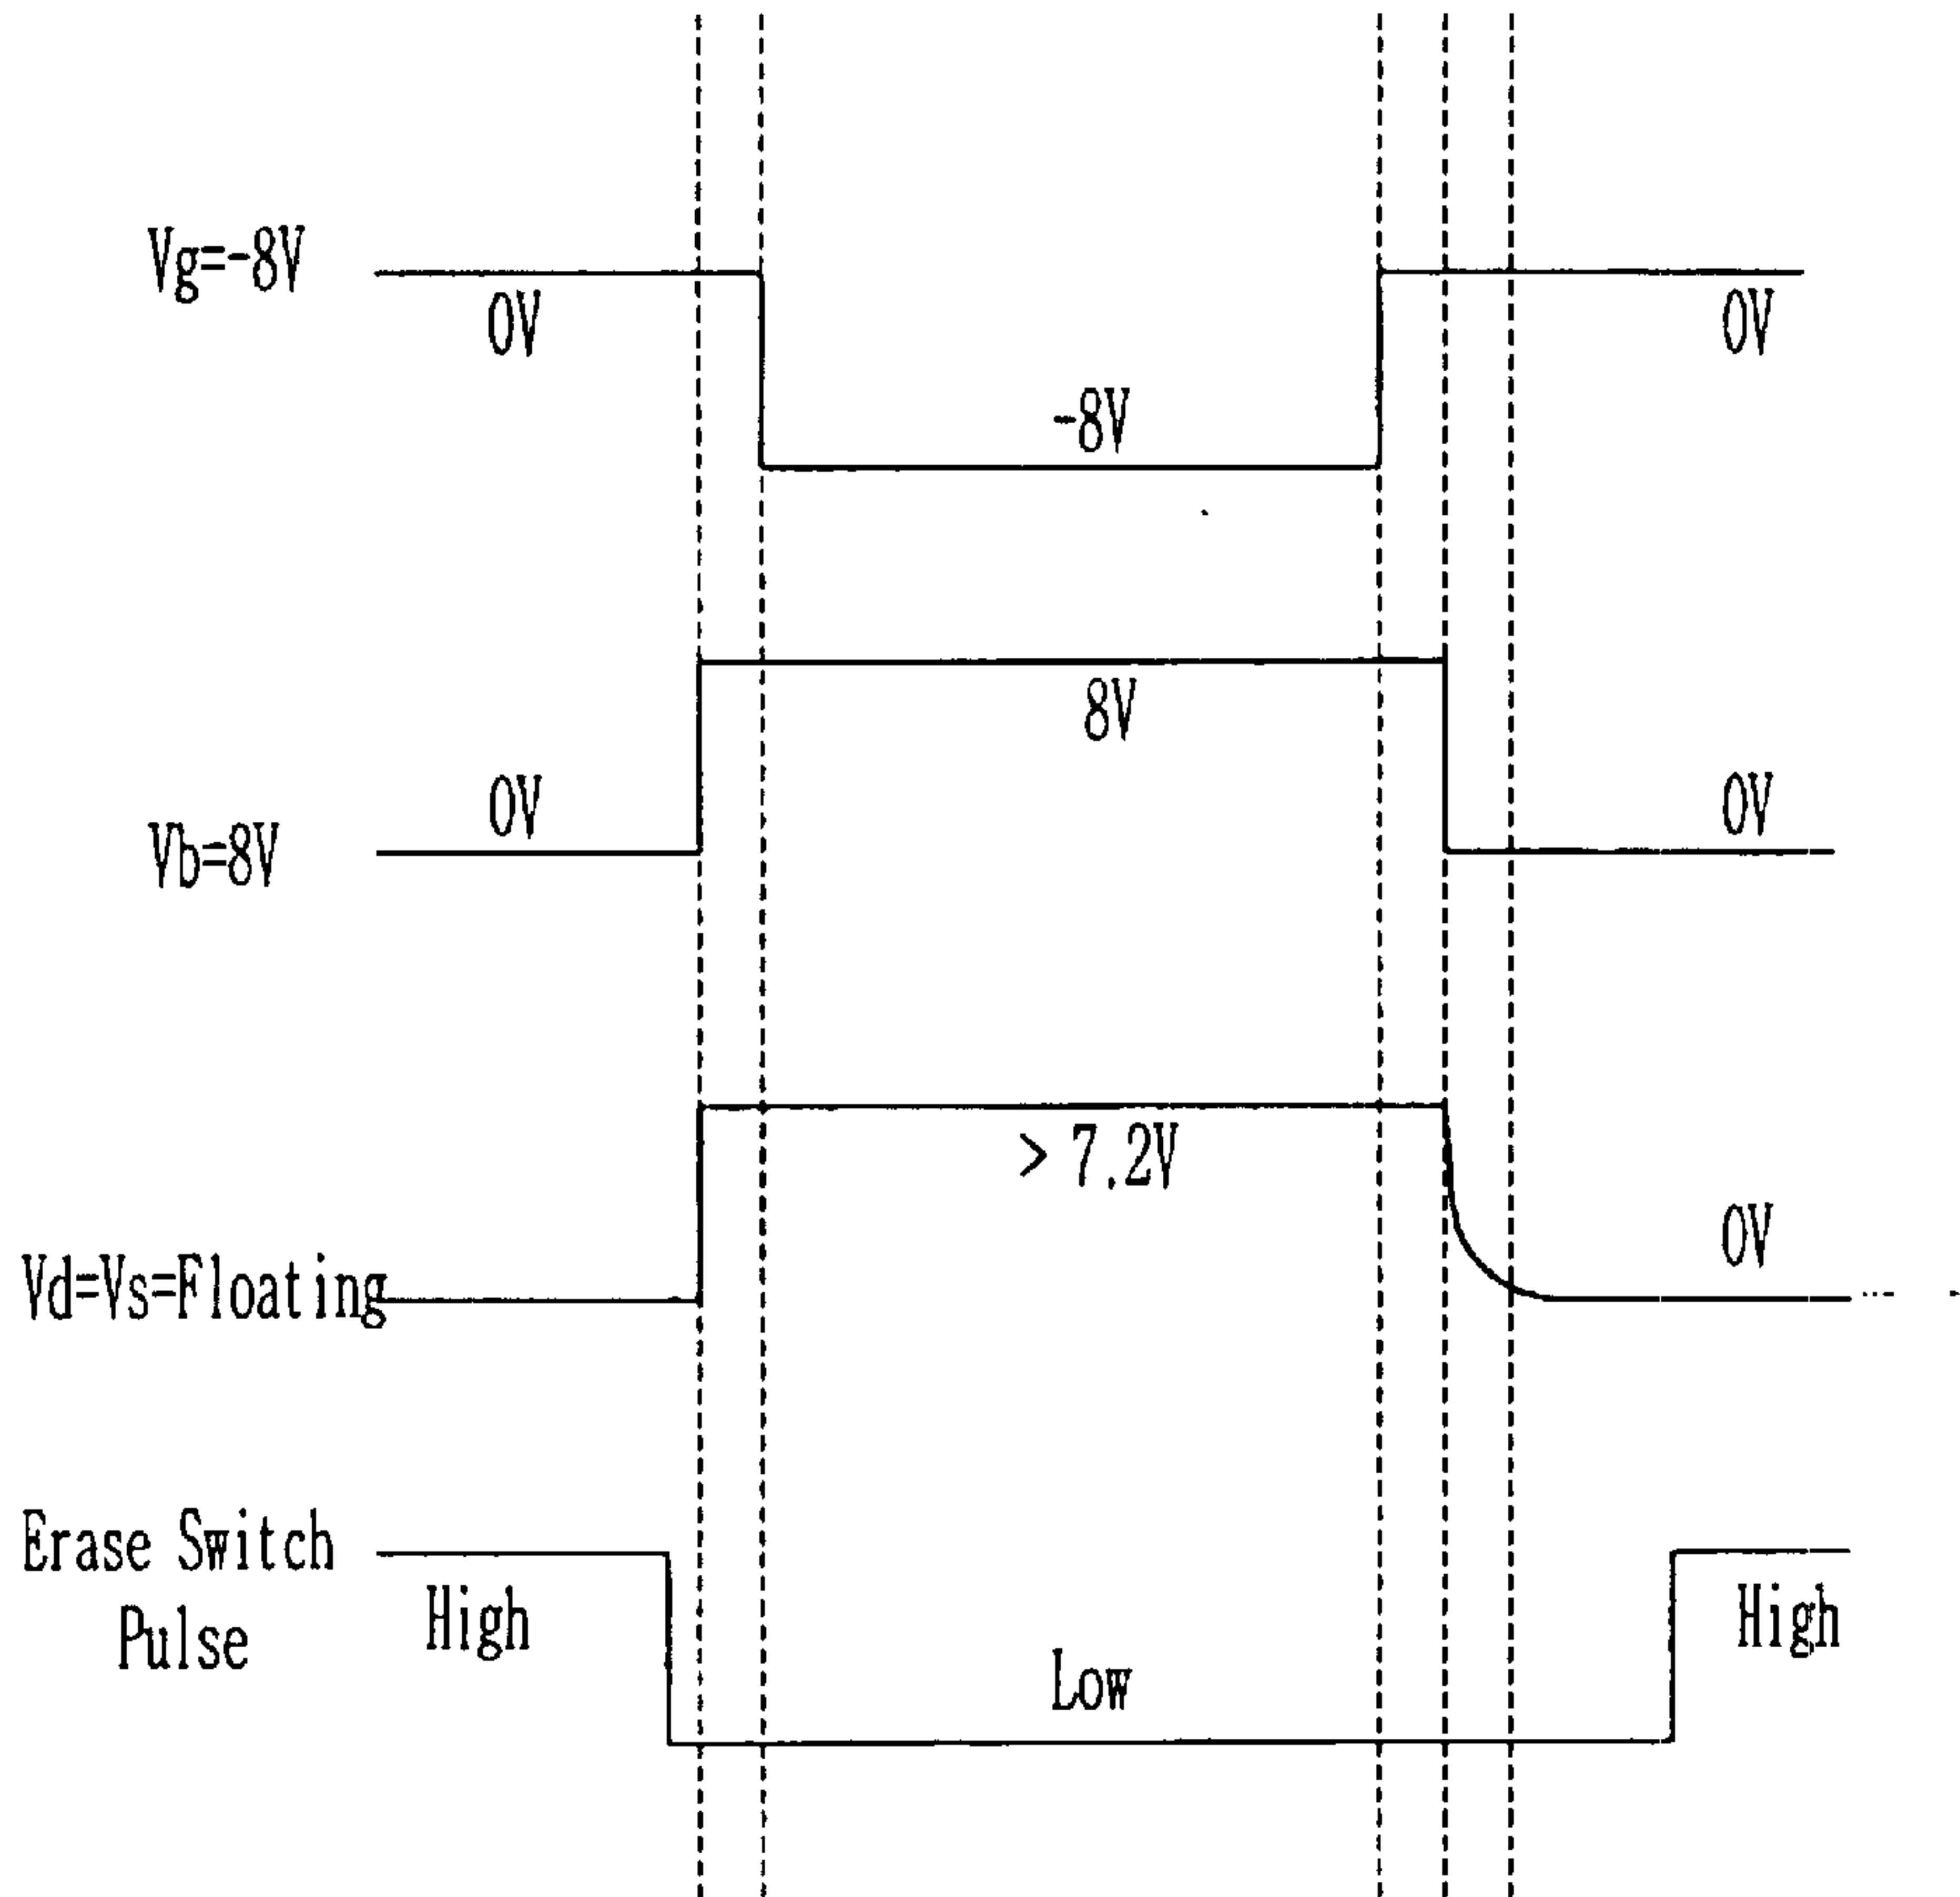 Vg=-8V
0V
0V
-8V
8V
0V
0V
Vb=8V
> 7.2V
0V
Vd=Vs=Floating
Erase Switch
Pulse
High
High
Low